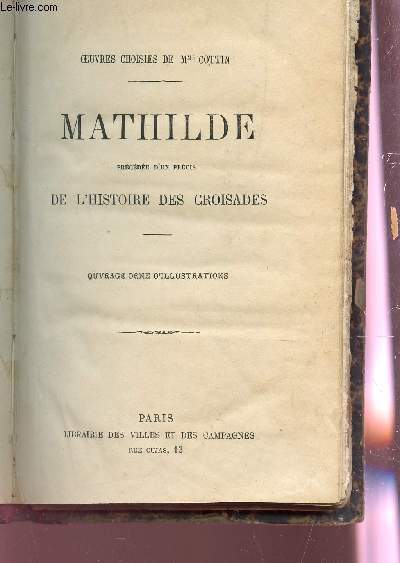 le-livre.com
ŒUVRES CHOISIES DE Mme COTTIN
MATHILDE
PRÉCÉDÉE D'UN PRÉCIS
DE L'HISTOIRE DES CROISADES
OUVRAGE ORNÉ D'ILLUSTRATIONS
PARIS
LIBRAIRIE DES VILLES ET DES CAMPAGNES
RUE CUJAS, 13